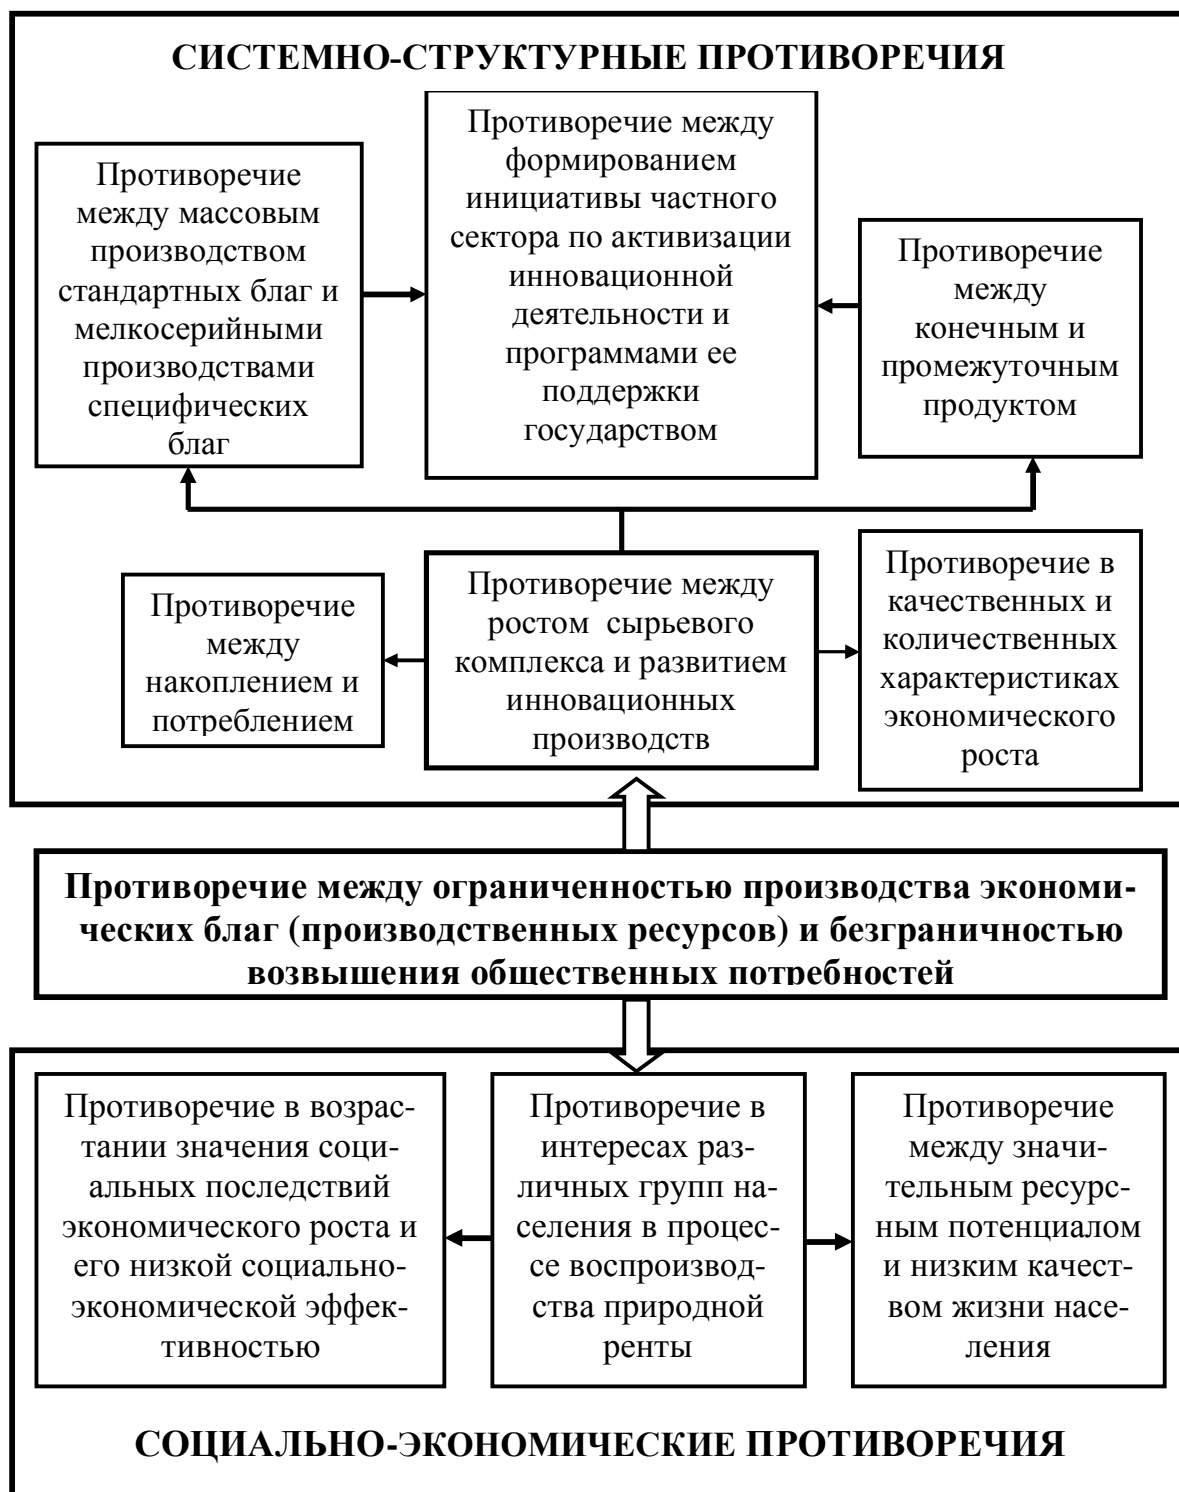 СИСТЕМНО-СТРУКТУРНЫЕ ПРОТИВОРЕЧИЯ
Противоречие
между массовым
производством
стандартных благ и
мелкосерийными
производствами
специфических
благ
Противоречие между
формированием
инициативы частного
сектора по активизации
инновационной
деятельности и
программами ее
поддержки
государством
Противоречие
между
конечным и
промежуточным
продуктом
Противоречие
между
накоплением и
потреблением
Противоречие между
ростом сырьевого
комплекса и развитием
инновационных
производств
Противоречие в
качественных и
количественных
характеристиках
экономического
роста
Противоречие между ограниченностью производства экономи-
ческих благ (производственных ресурсов) и безграничностью
возвышения общественных потребностей
Противоречие в возрас-
тании значения соци-
альных последствий
экономического роста и
его низкой социально-
экономической эффек-
тивностью
Противоречие в
интересах раз-
личных групп на-
селения в процес-
се воспроизвод-
ства природной
ренты
Противоречие
между значи-
тельным ресурс-
ным потенциалом
и низким качест-
вом жизни насе-
ления
СОЦИАЛЬНО-ЭКОНОМИЧЕСКИЕ ПРОТИВОРЕЧИЯ